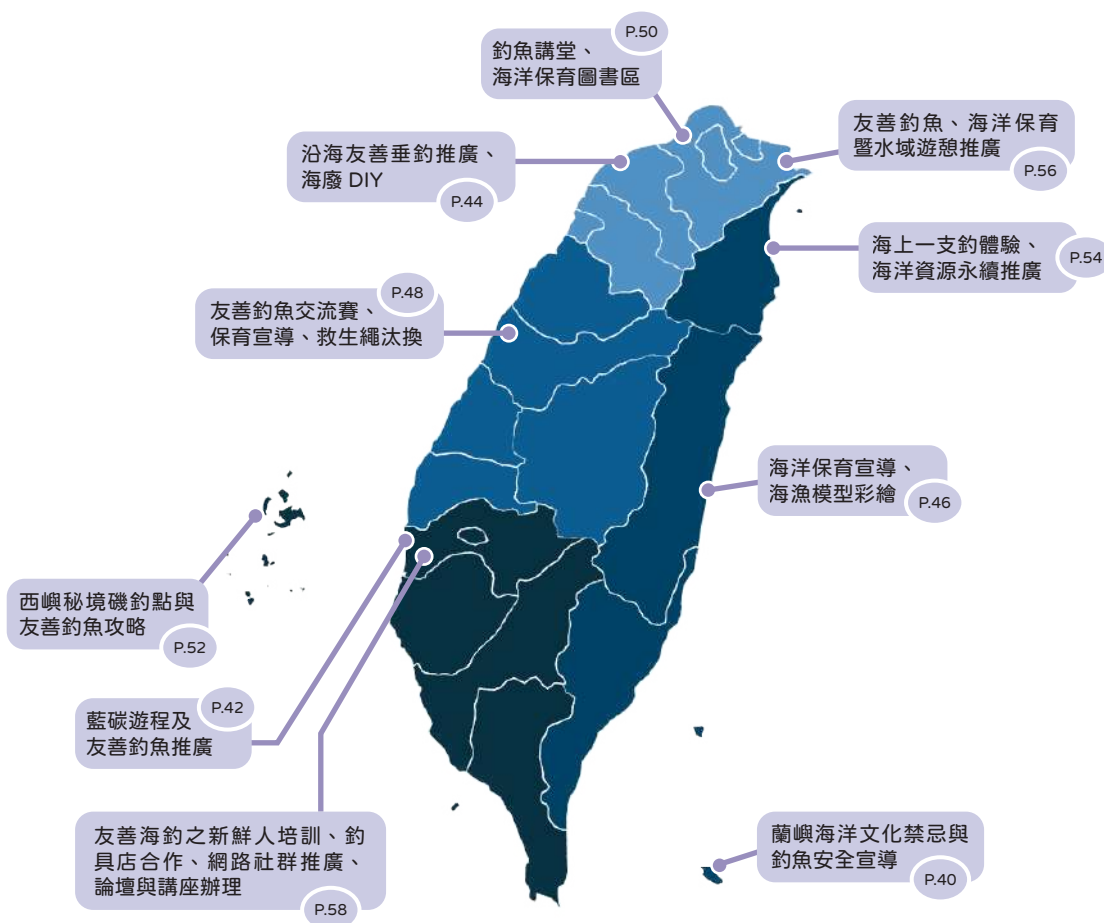 釣魚講堂、
海洋保育圖書區
P.50
友善釣魚、海洋保育
暨水域遊憩推廣
P.56
沿海友善垂釣推廣、
海廢 DIY
P.44
海上一支釣體驗、
海洋資源永續推廣
P.54
友善釣魚交流賽、
保育宣導、救生繩汰換
P.48
海洋保育宣導、
海漁模型彩繪
P.46
西嶼秘境磯釣點與
友善釣魚攻略
P.52
藍碳遊程及
友善釣魚推廣
P.42
友善海釣之新鮮人培訓、釣
具店合作、網路社群推廣、
論壇與講座辦理
P.58
蘭嶼海洋文化禁忌與
釣魚安全宣導
P.40